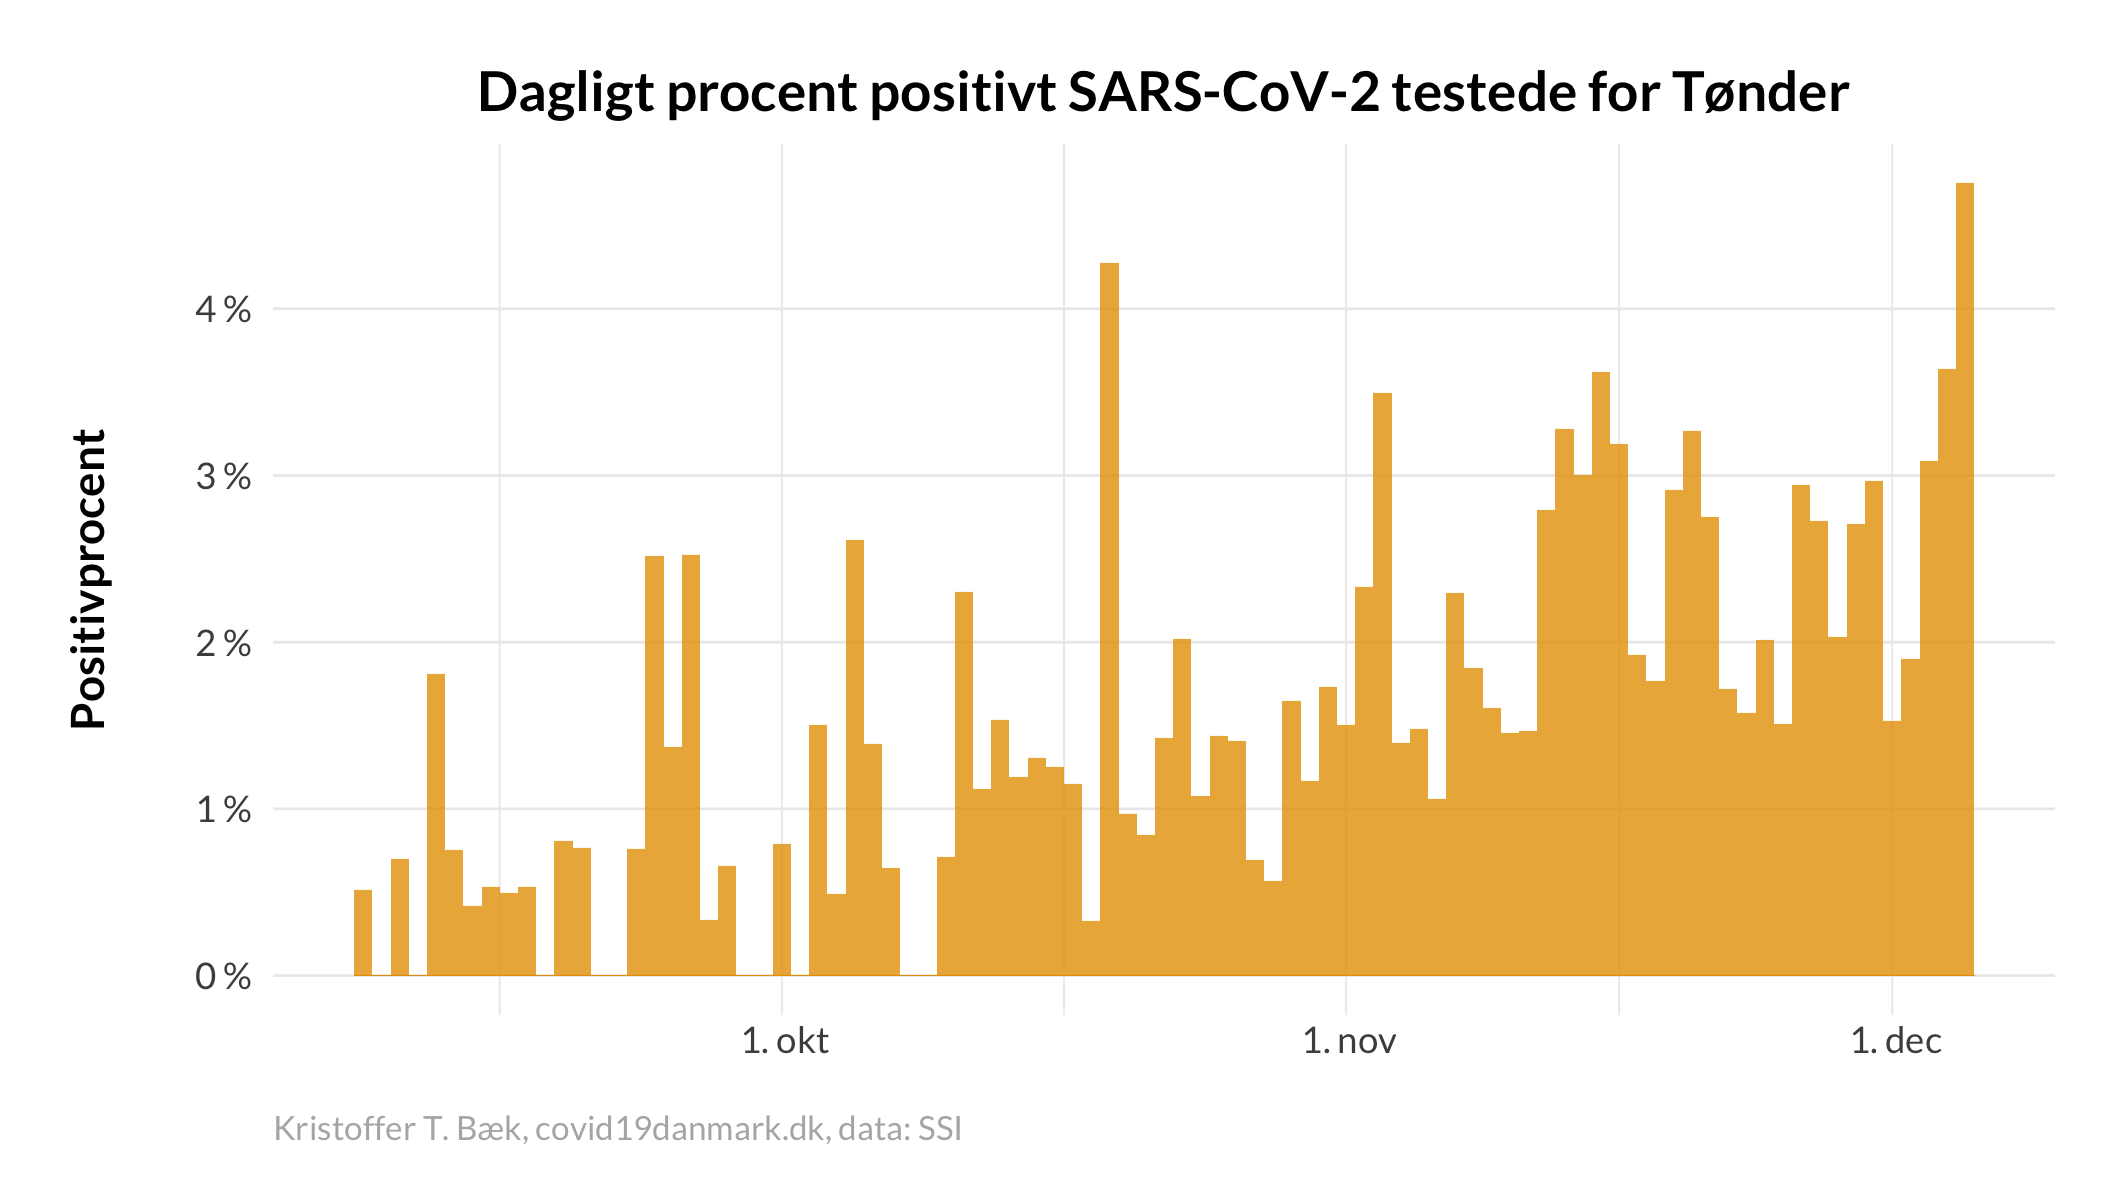 Dagligt procent positivt SARS-CoV-2 testede for Tønder
Positivprocent
4 %
3 %
2 %
1 %
0 %
1. okt
1. nov
1. dec
Kristoffer T. Bæk, covid19danmark.dk, data: SSI